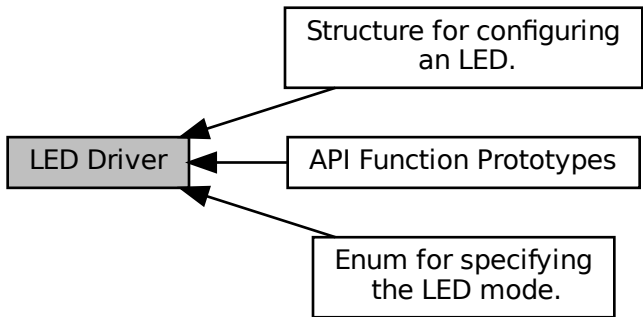 Structure for configuring
an LED.
LED Driver
API Function Prototypes
Enum for specifying
the LED mode.